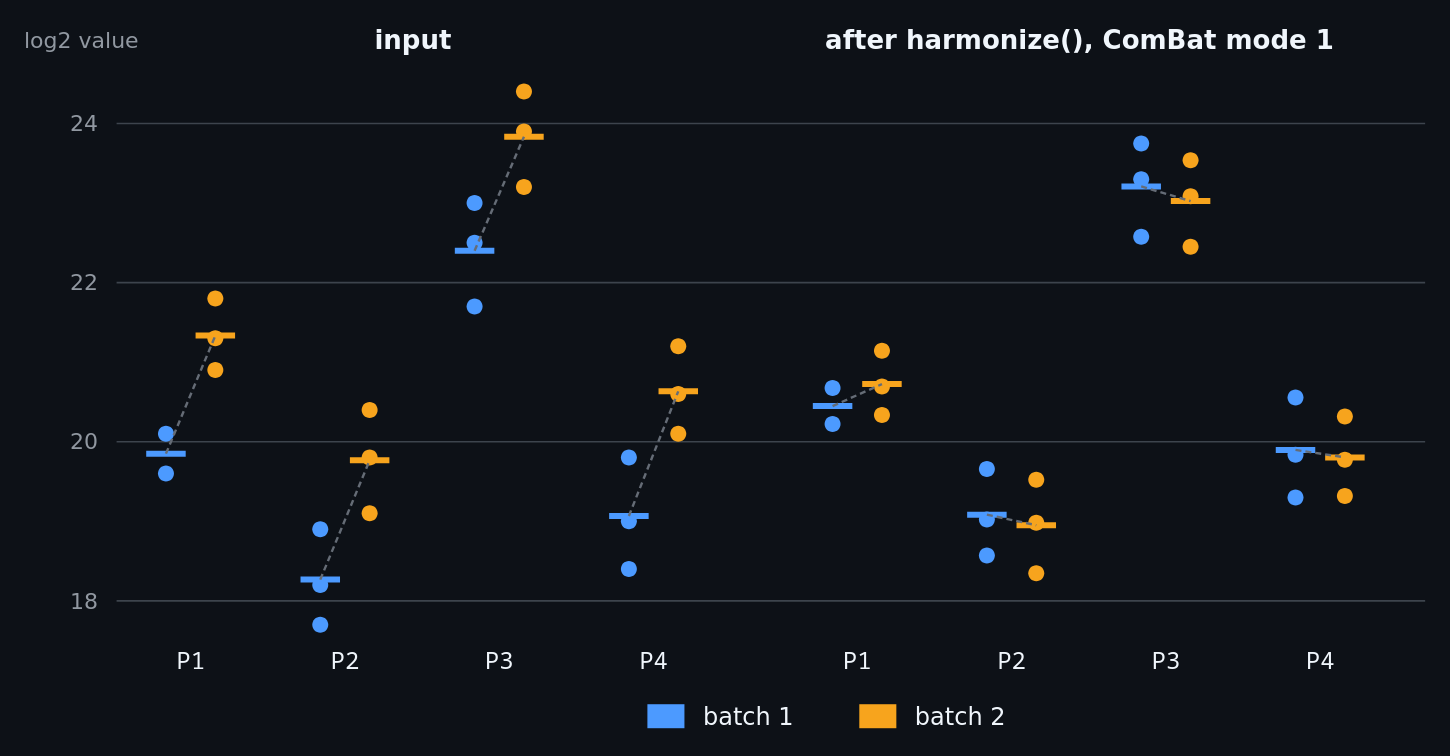 log2 value
input
after harmonize(), ComBat mode 1
24
22
20
18
P1 P2 P3 P4 P1 P2 P3 P4
batch 1 batch 2